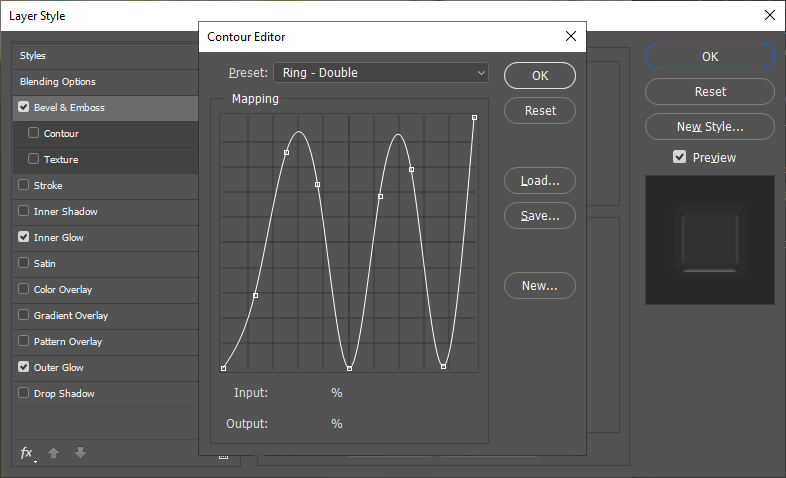 Layer Style
Styles
Blending Options
Bevel & Emboss
Contour
Texture
Stroke
Inner Shadow
Inner Glow
Satin
Color Overlay
Gradient Overlay
Pattern Overlay
Outer Glow
Drop Shadow
fx
Contour Editor
Preset: Ring - Double
Mapping
Input: %
Output: %
OK
Reset
Load...
Save...
New...
OK
Reset
New Style...
Preview